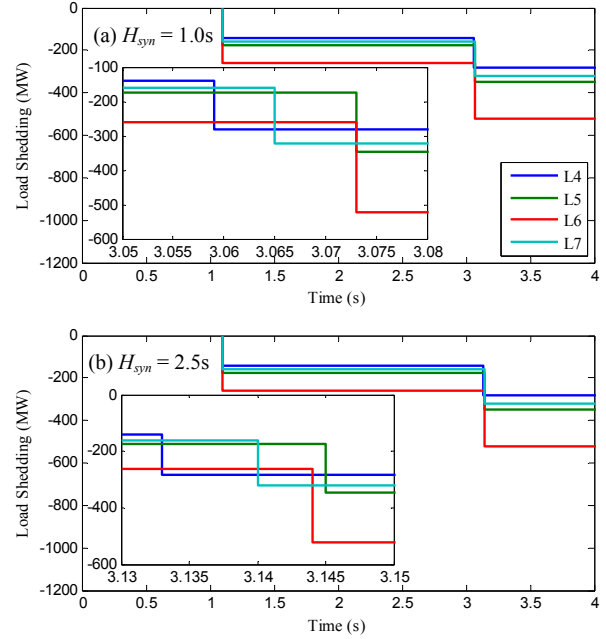 0
(a) H_syn = 1.0s
-200
-400
-600
-800
-1000
-1200
Load Shedding (MW)
-100
-200
-300
-400
-500
-600
3.05 3.055 3.06 3.065 3.07 3.075 3.08
L4
L5
L6
L7
0 0.5 1 1.5 2 2.5 3 3.5 4
Time (s)
0
(b) H_syn = 2.5s
-200
-400
-600
-800
-1000
-1200
Load Shedding (MW)
0
-200
-400
-600
3.13 3.135 3.14 3.145 3.15
0 0.5 1 1.5 2 2.5 3 3.5 4
Time (s)